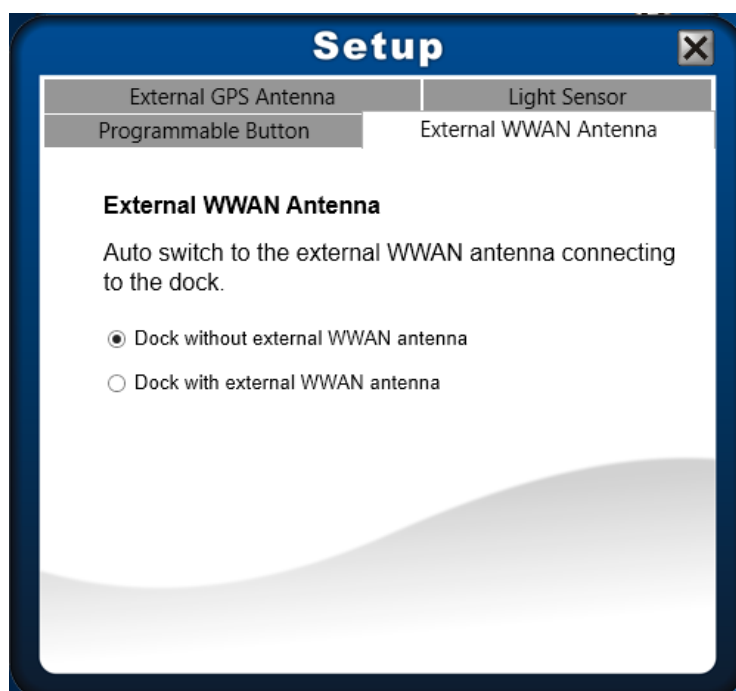 Setup
External GPS Antenna
Light Sensor
Programmable Button
External WWAN Antenna
External WWAN Antenna
Auto switch to the external WWAN antenna connecting
to the dock.
Dock without external WWAN antenna
Dock with external WWAN antenna